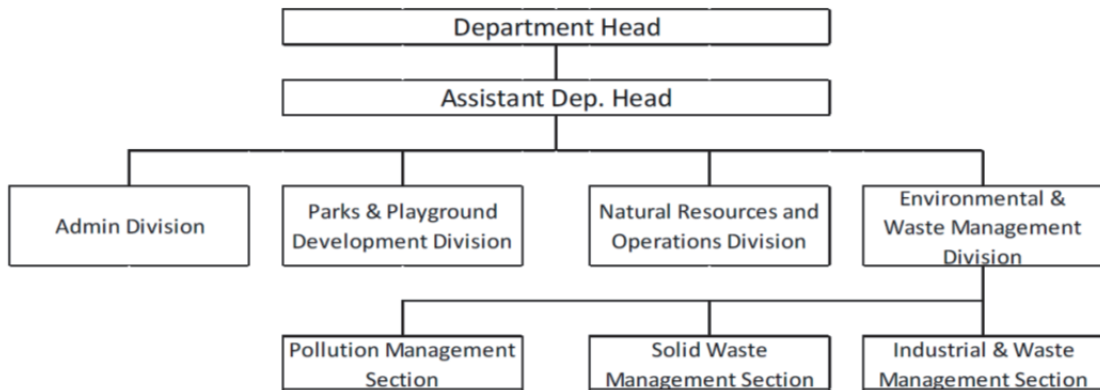 Department Head
Assistant Dep. Head
Admin Division
Parks & Playground
Development Division
Natural Resources and
Operations Division
Environmental &
Waste Management
Division
Pollution Management
Section
Solid Waste
Management Section
Industrial & Waste
Management Section